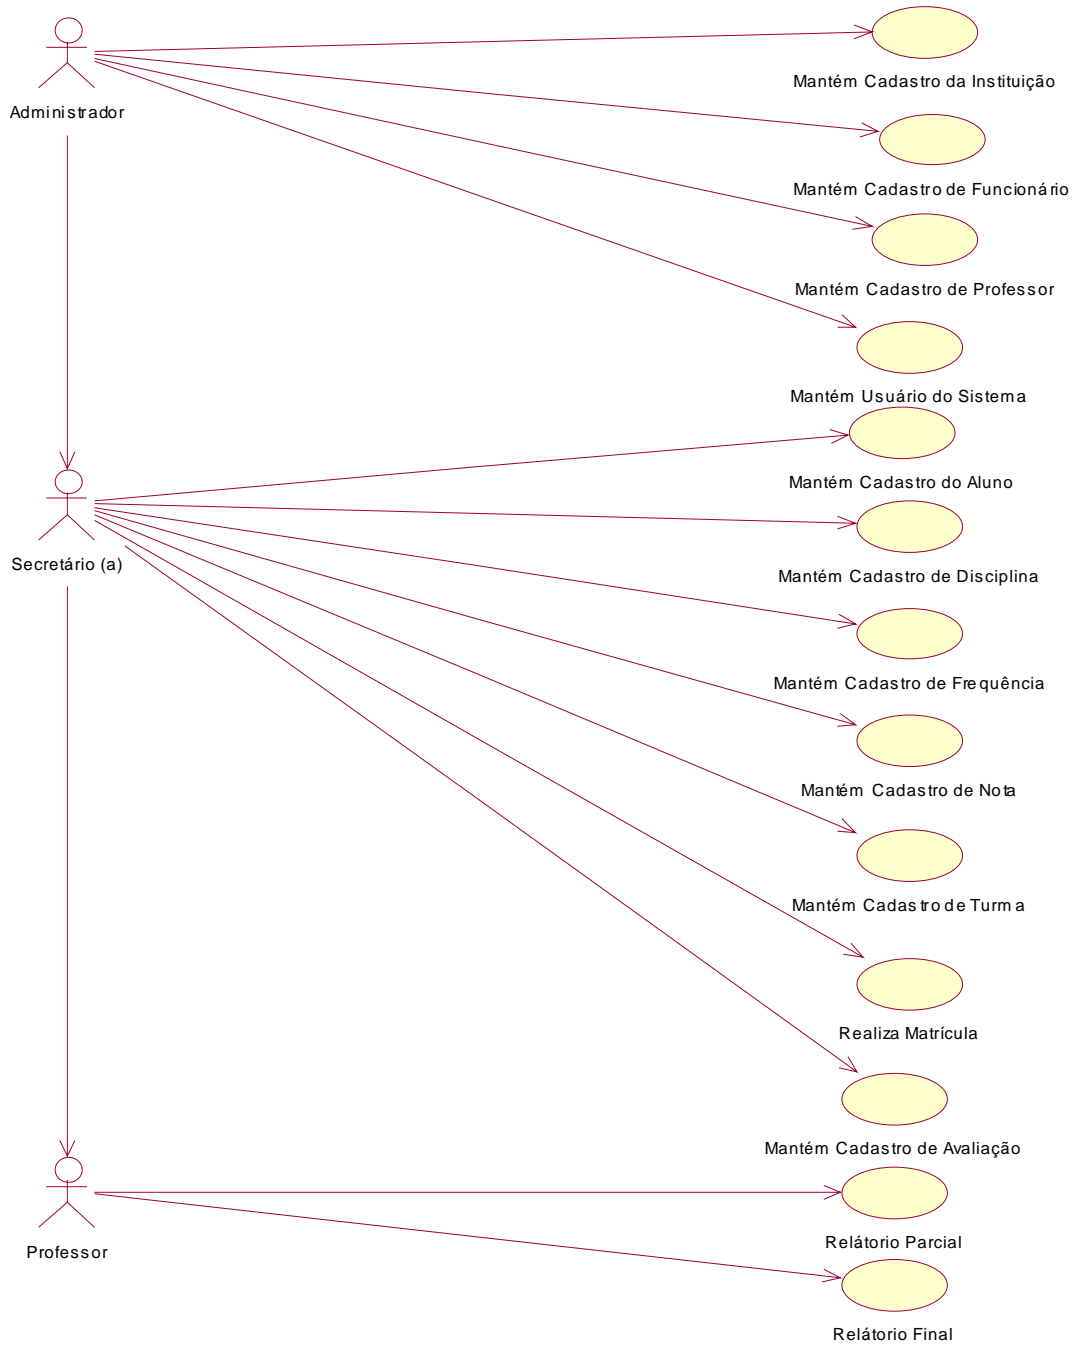 Administrador
Mantém Cadastro da Instituição
Mantém Cadastro de Funcionário
Mantém Cadastro de Professor
Mantém Usuário do Sistema
Mantém Cadastro do Aluno
Secretário (a)
Mantém Cadastro de Disciplina
Mantém Cadastro de Frequência
Mantém Cadastro de Nota
Mantém Cadastro de Turma
Realiza Matrícula
Mantém Cadastro de Avaliação
Professor
Relátorio Parcial
Relátorio Final